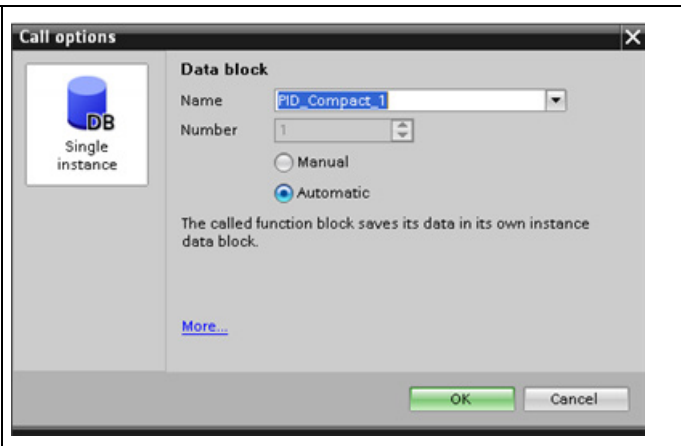 Call options
DB
Single
instance
Data block
Name PID_Compact_1
Number 1
Manual
Automatic
The called function block saves its data in its own instance
data block.
More...
OK Cancel